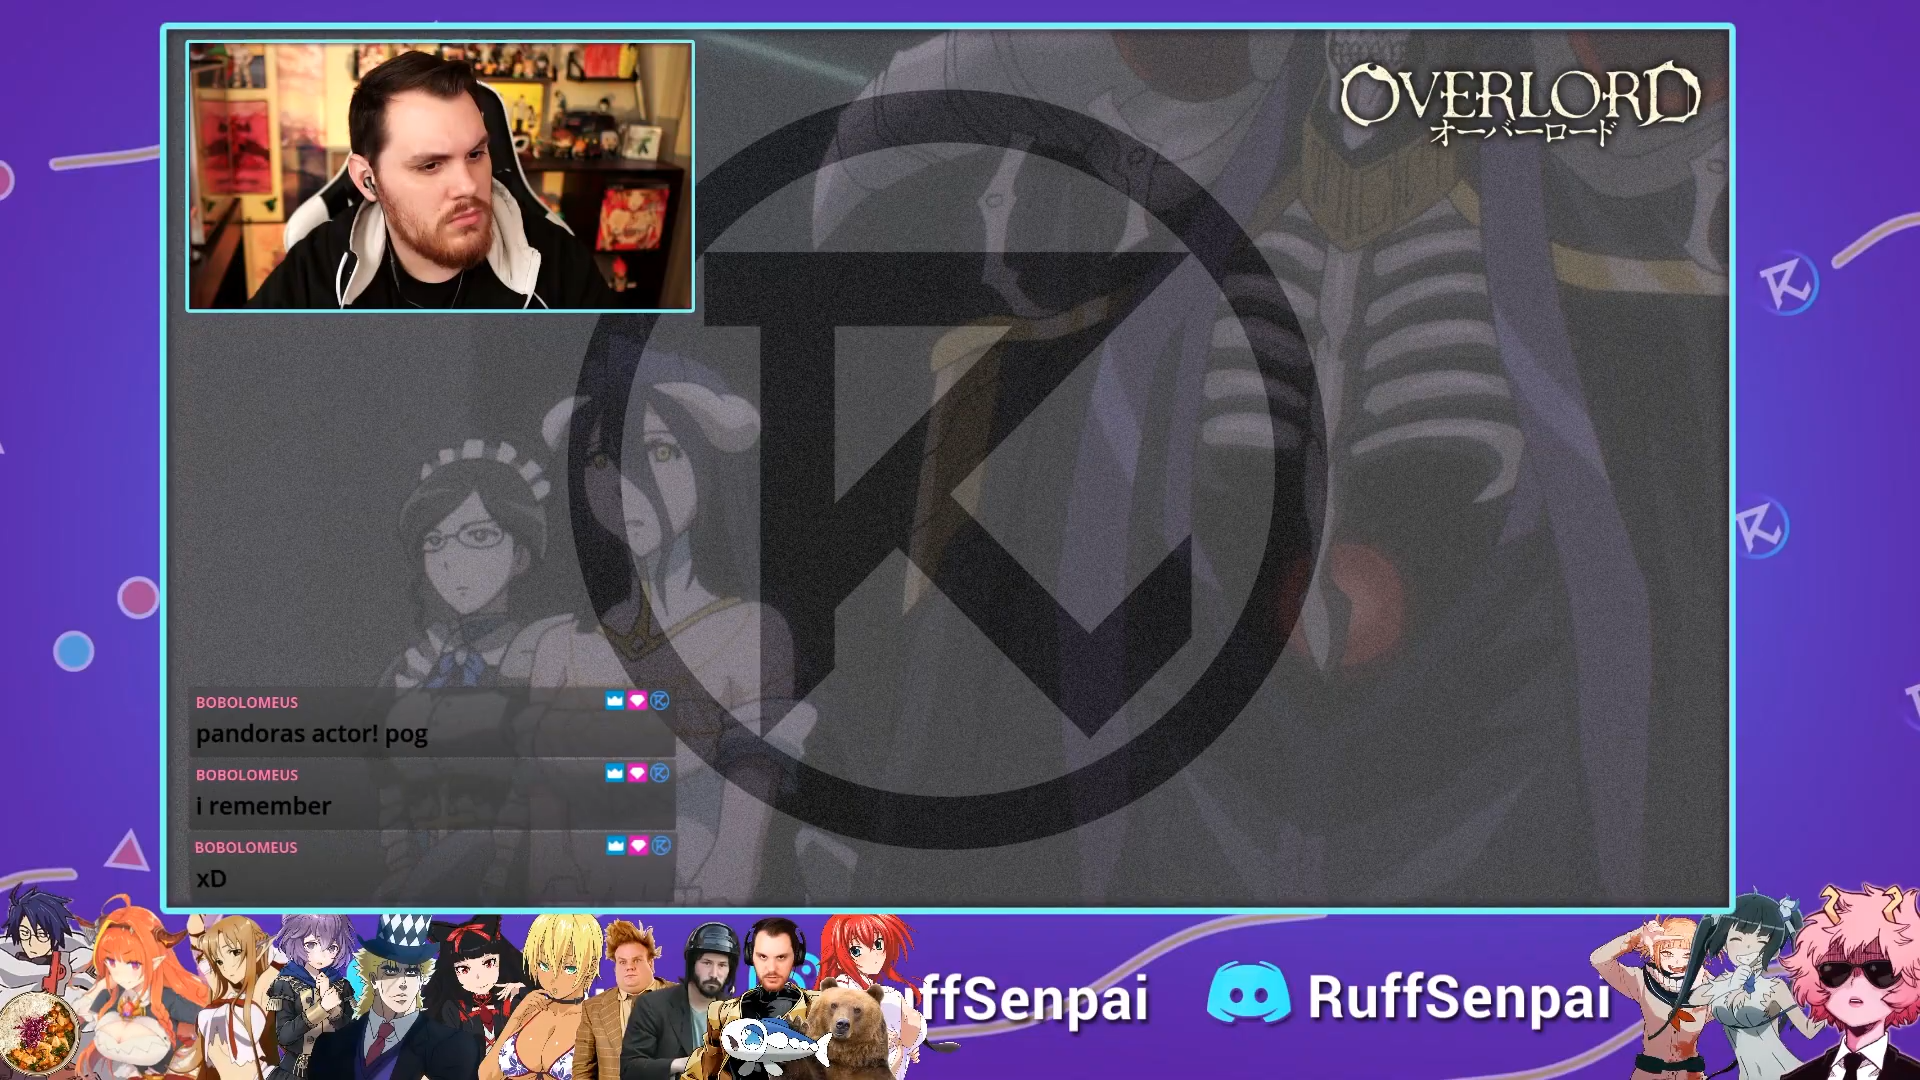 OVERLORD
オーバーロード
BOBOLOMEUS
pandoras actor! pog
BOBOLOMEUS
i remember
BOBOLOMEUS
xD
ffSenpai
RuffSenpai